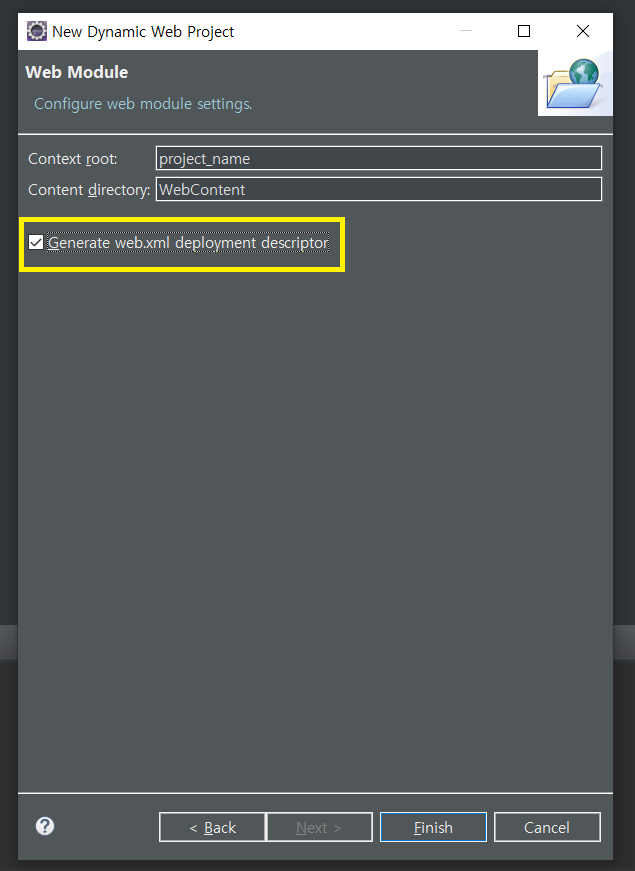 New Dynamic Web Project
Web Module
Configure web module settings.
Context root: project_name
Content directory: WebContent
Generate web.xml deployment descriptor
?
< Back Next > Finish Cancel